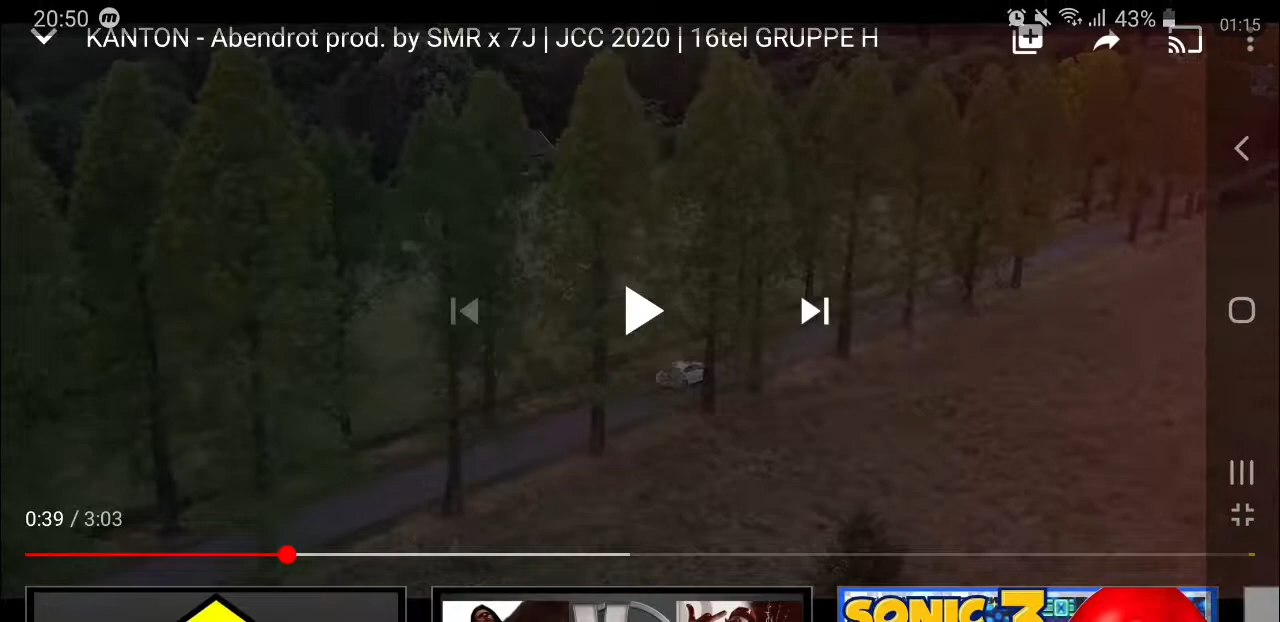 20:50 m 43% 01:15
KANTON - Abendrot prod. by SMR x 7J | JCC 2020 | 16tel GRUPPE H
0:39 / 3:03
SONIC 3